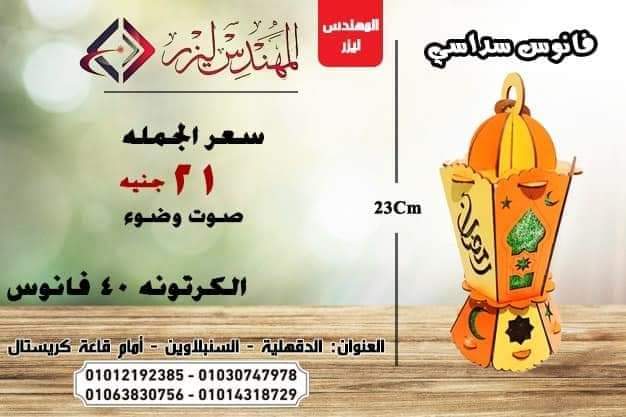 المهندس ليزر
المهندس
ليزر
فانوس سداسي
سعر الجمله
٢١ جنيه
صوت وضوء
23Cm
الكرتونه ٤٠ فانوس
العنوان: الدقهلية - السنبلاوين - أمام قاعة كريستال
01012192385 - 01030747978
01063830756 - 01014318729
رمضان